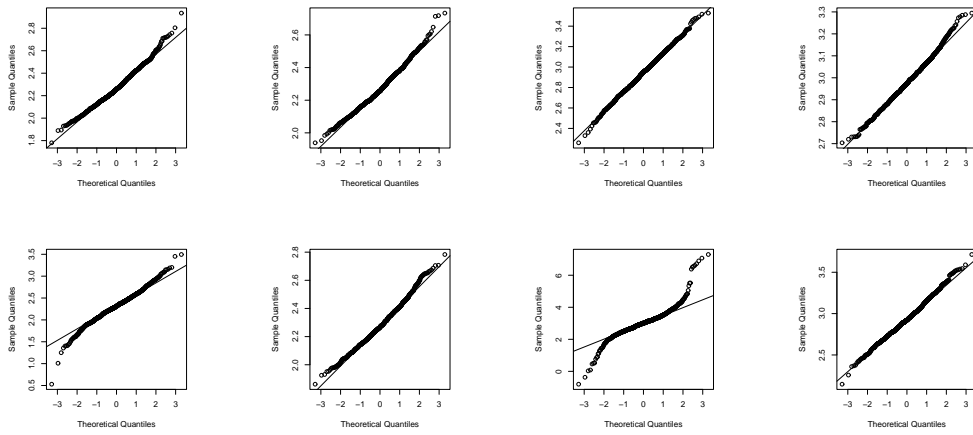 Sample Quantiles
1.8 2.0 2.2 2.4 2.6 2.8
−3 −2 −1 0 1 2 3
Theoretical Quantiles
Sample Quantiles
2.0 2.2 2.4 2.6
−3 −2 −1 0 1 2 3
Theoretical Quantiles
Sample Quantiles
2.4 2.6 2.8 3.0 3.2 3.4
−3 −2 −1 0 1 2 3
Theoretical Quantiles
Sample Quantiles
2.7 2.8 2.9 3.0 3.1 3.2 3.3
−3 −2 −1 0 1 2 3
Theoretical Quantiles
Sample Quantiles
0.5 1.0 1.5 2.0 2.5 3.0 3.5
−3 −2 −1 0 1 2 3
Theoretical Quantiles
Sample Quantiles
2.0 2.2 2.4 2.6 2.8
−3 −2 −1 0 1 2 3
Theoretical Quantiles
Sample Quantiles
0 2 4 6
−3 −2 −1 0 1 2 3
Theoretical Quantiles
Sample Quantiles
2.5 3.0 3.5
−3 −2 −1 0 1 2 3
Theoretical Quantiles